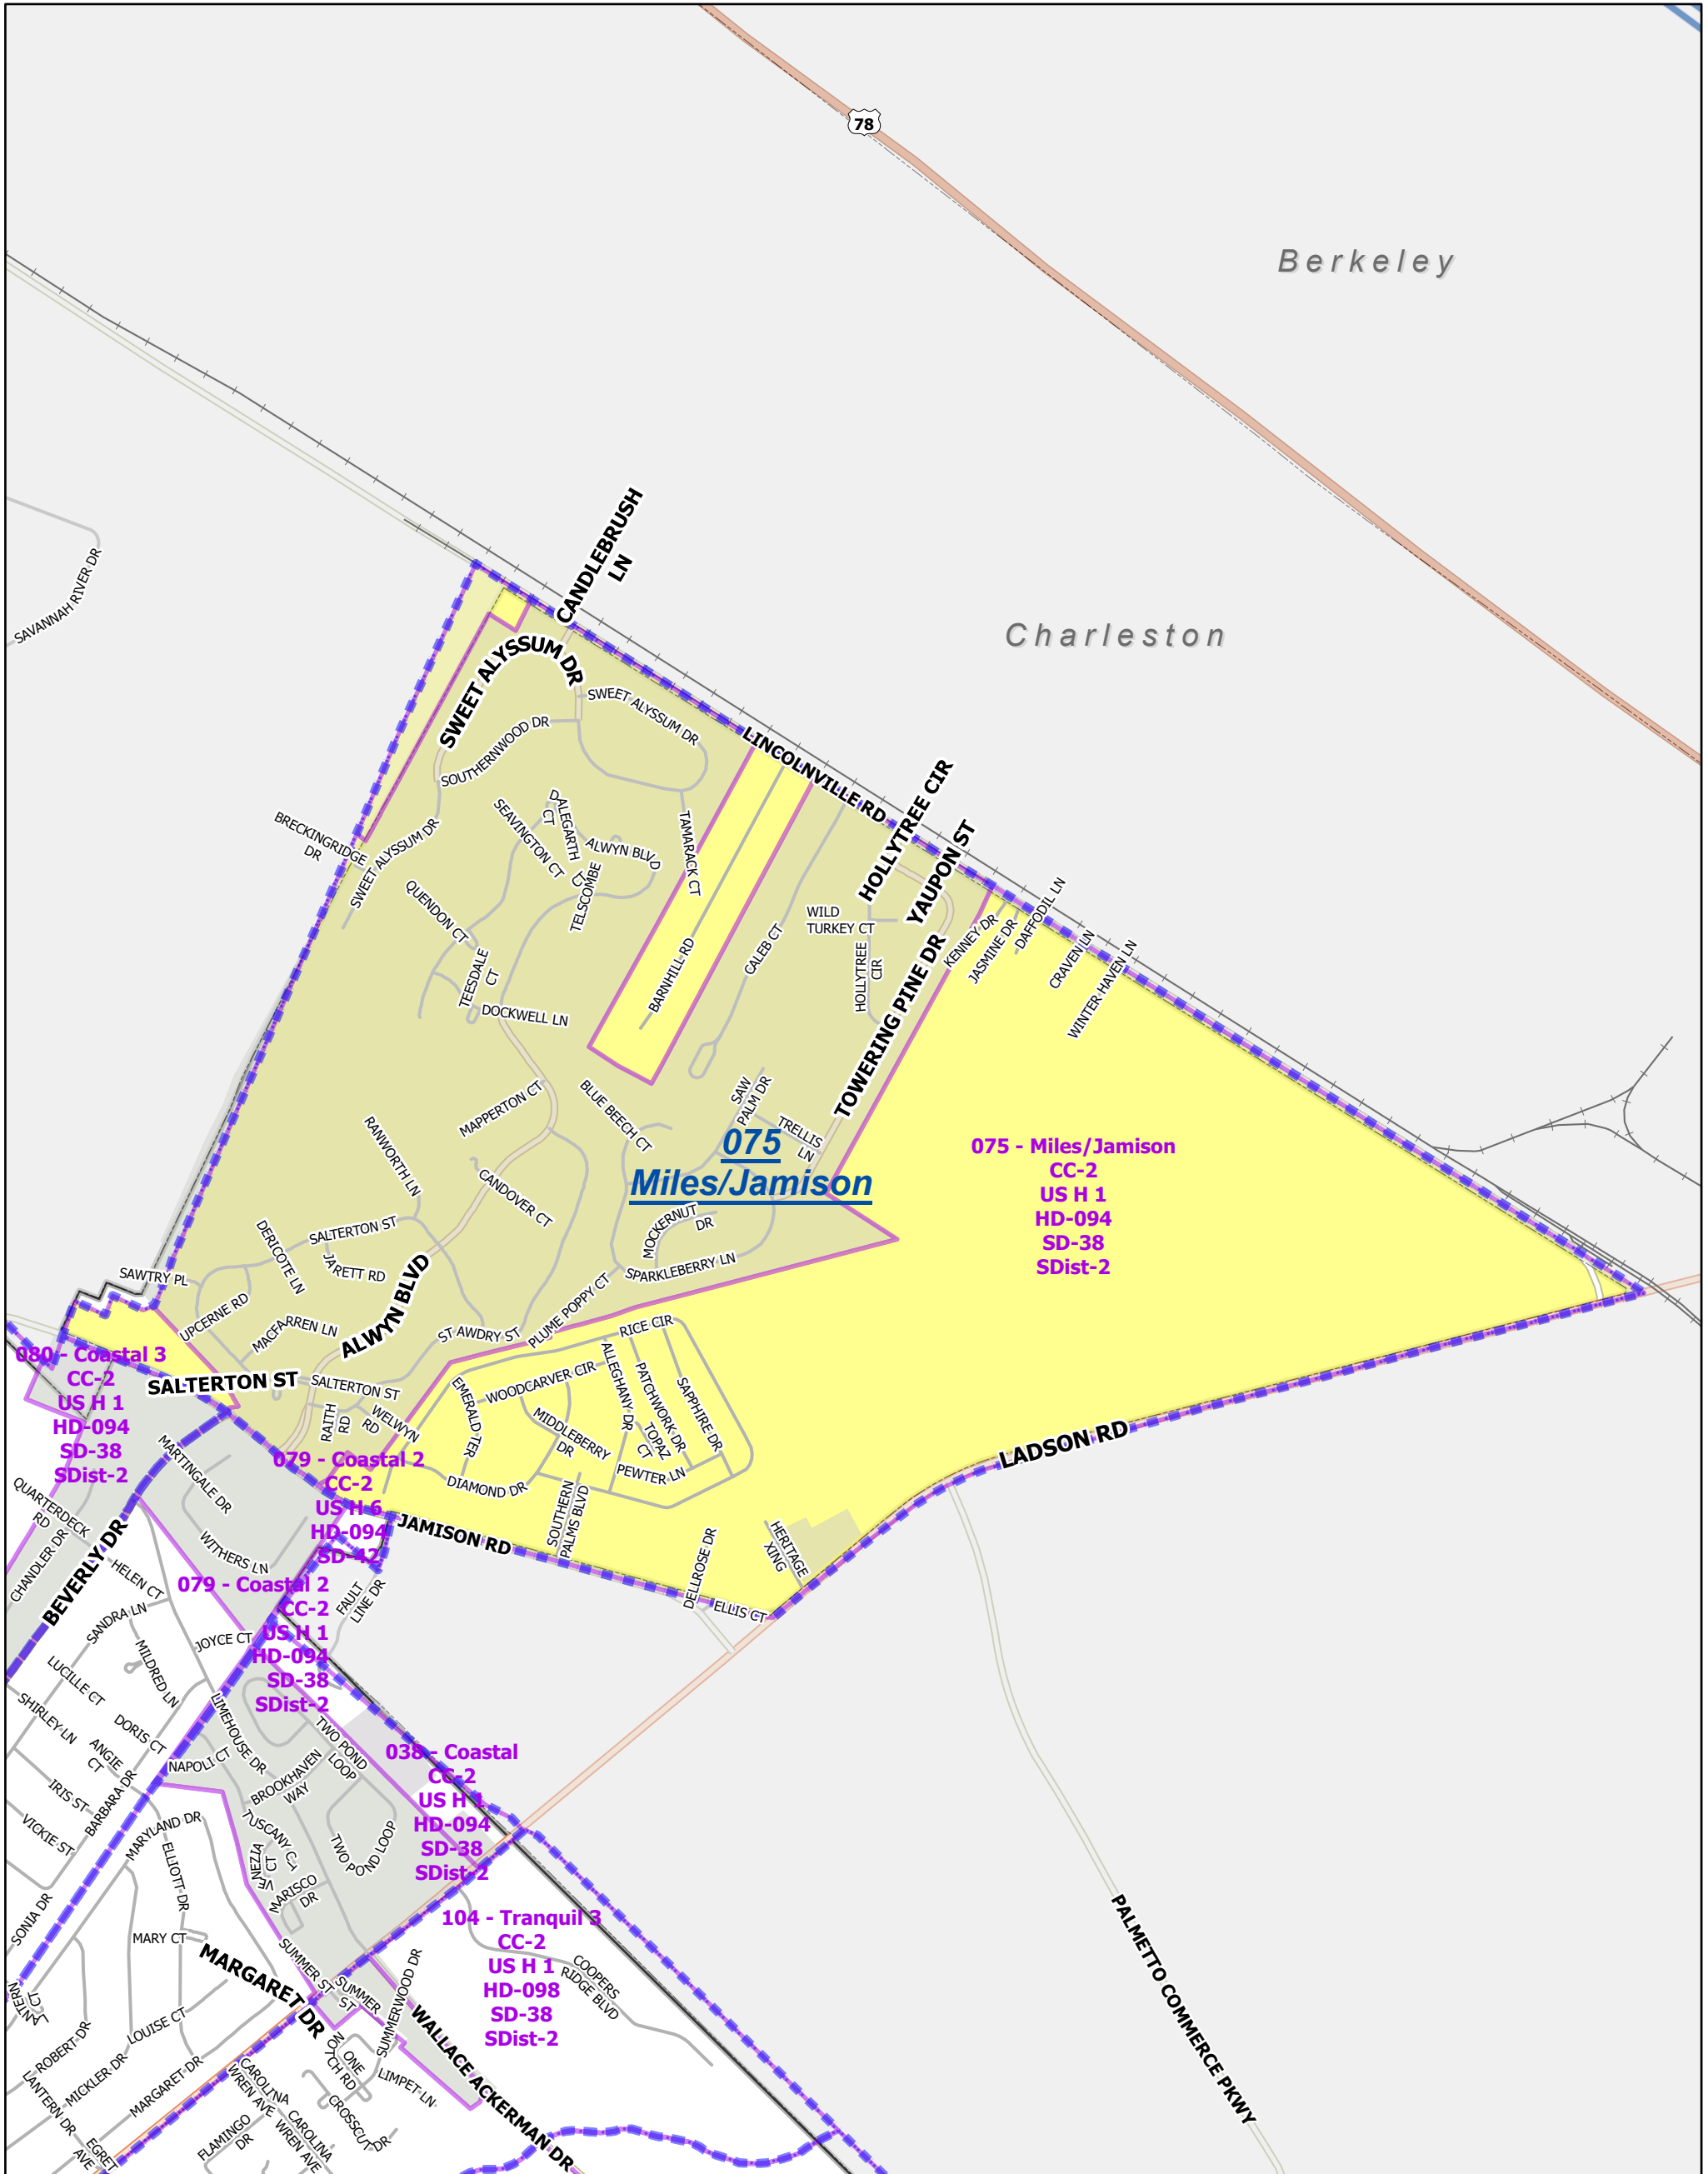 78
Berkeley
Charleston
SAVANNAH RIVER DR
CANDLEBRUSH
LN
SWEET ALYSSUM DR
SWEET ALYSSUM DR
SOUTHERNWOOD DR
LINCOLNVILLE RD
HOLLYTREE CIR
YAUPON ST
BRECKINGRIDGE
DR
SWEET ALYSSUM DR
SEAVINGTON CT
DALEGARTH
CT
ALWYN BLVD
TELSCOMBE
CT
TAMARACK CT
QUENDON CT
TEESDALE
CT
DOCKWELL LN
BARNHILL RD
CALEB CT
WILD
TURKEY CT
HOLLYTREE
CIR
TOWERING PINE DR
KENNEY DR
JASMINE DR
DAFFODIL LN
CRAVEN LN
WINTER HAVEN LN
MAPPERTON CT
BLUE BEECH CT
SAW
PALM DR
TRELLIS
LN
RANWORTH LN
CANDOVER CT
075
Miles/Jamison
075 - Miles/Jamison
CC-2
US H 1
HD-094
SD-38
SDist-2
MOCKERNUT
DR
SPARKLEBERRY LN
SALTERTON ST
DERICOTE LN
JARETT RD
SAWTRY PL
UPCERNE RD
MACFARREN LN
ALWYN BLVD
ST AWDRY ST
PLUME POPPY CT
RICE CIR
SALTERTON ST
SALTERTON ST
RAITH
RD
WELWYN
RD
EMERALD TER
WOODCARVER CIR
ALLEGHANY DR
PATCHWORK DR
SAPPHIRE DR
MIDDLEBERRY
DR
TOPAZ
CT
PEWTER LN
DIAMOND DR
SOUTHERN
PALMS BLVD
LADSON RD
JAMISON RD
DELLROSE DR
HERITAGE
XING
ELLIS CT
080 - Coastal 3
CC-2
US H 1
HD-094
SD-38
SDist-2
079 - Coastal 2
CC-2
US H 6
HD-094
SD-42
079 - Coastal 2
CC-2
US H 1
HD-094
SD-38
SDist-2
MARTINGALE DR
QUARTERDECK
RD
CHANDLER DR
BEVERLY DR
WITHERS LN
HELEN CT
SANDRA LN
FAULT
LINE DR
JOYCE CT
MILDRED LN
LUCILLE CT
SHIRLEY LN
DORIS CT
ANGIE
CT
IRIS ST
BARBARA DR
VICKIE ST
LIMEHOUSE DR
TWO POND
LOOP
NAPOLI CT
BROOKHAVEN
WAY
TUSCANY CT
VENEZIA
CT
MARISCO
DR
TWO POND LOOP
038 - Coastal
CC-2
US H 1
HD-094
SD-38
SDist-2
MARYLAND DR
ELLIOTT DR
SONIA DR
MARY CT
MARGARET DR
SUMMER ST
SUMMER
ST
SUMMERWOOD DR
104 - Tranquil 3
CC-2
US H 1
HD-098
SD-38
SDist-2
COOPERS
RIDGE BLVD
WALLACE ACKERMAN DR
PALMETTO COMMERCE PKWY
LANTERN
CT
ROBERT DR
LOUISE CT
MICKLER DR
MARGARET DR
LANTERN DR
EGRET
AVE
CAROLINA
WREN AVE
CAROLINA
WREN AVE
FLAMINGO
DR
ON
ONE
NOTCH RD
LIMPET LN
CROSSCUT DR